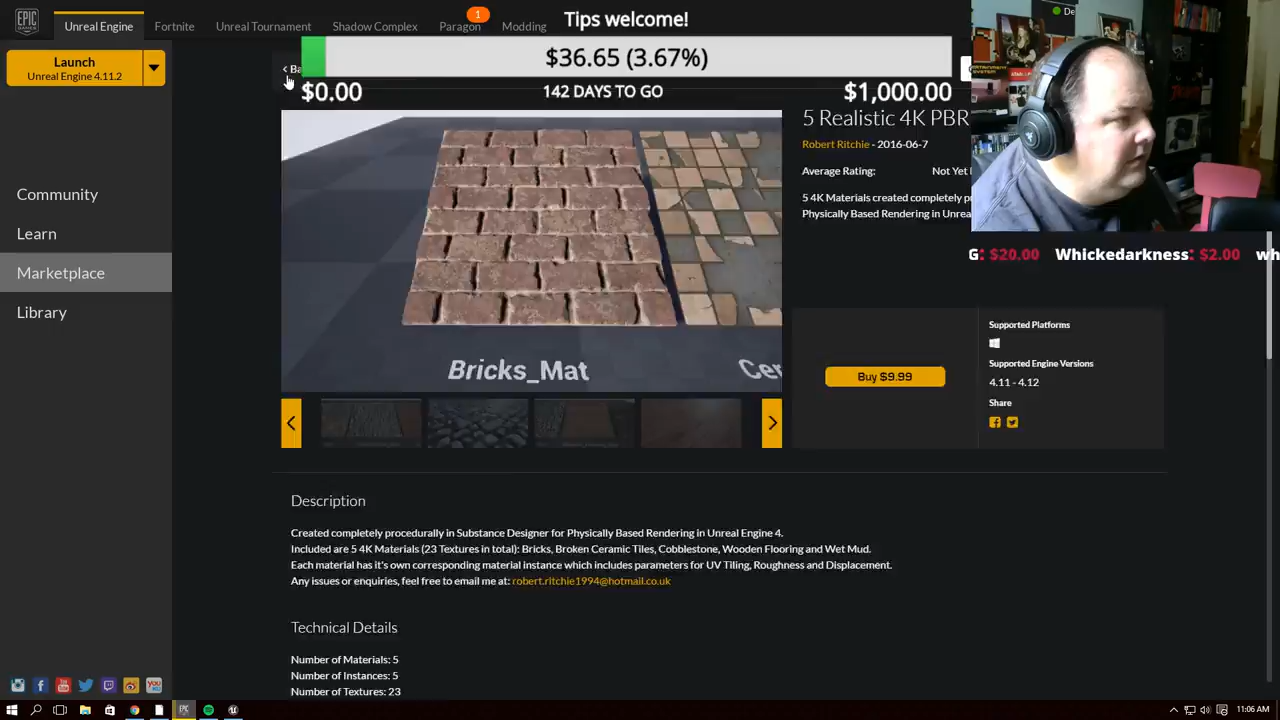 Unreal Engine
Fortnite
Unreal Tournament
Shadow Complex
Paragon
1
Modding
Tips welcome!
Launch
Unreal Engine 4.11.2
$36.65 (3.67%)
$0.00
142 DAYS TO GO
$1,000.00
Community
Learn
Marketplace
Library
5 Realistic 4K PBR
Robert Ritchie - 2016-06-7
Average Rating:
Not Yet
5 4K Materials created completely
Physically Based Rendering in Unrea
G: $20.00 Whickedarkness: $2.00 wh
Bricks_Mat
Cer
Buy $9.99
Supported Platforms
Supported Engine Versions
4.11 - 4.12
Share
Description
Created completely procedurally in Substance Designer for Physically Based Rendering in Unreal Engine 4.
Included are 5 4K Materials (23 Textures in total): Bricks, Broken Ceramic Tiles, Cobblestone, Wooden Flooring and Wet Mud.
Each material has it's own corresponding material instance which includes parameters for UV Tiling, Roughness and Displacement.
Any issues or enquiries, feel free to email me at: robert.ritchie1994@hotmail.co.uk
Technical Details
Number of Materials: 5
Number of Instances: 5
Number of Textures: 23
11:06 AM